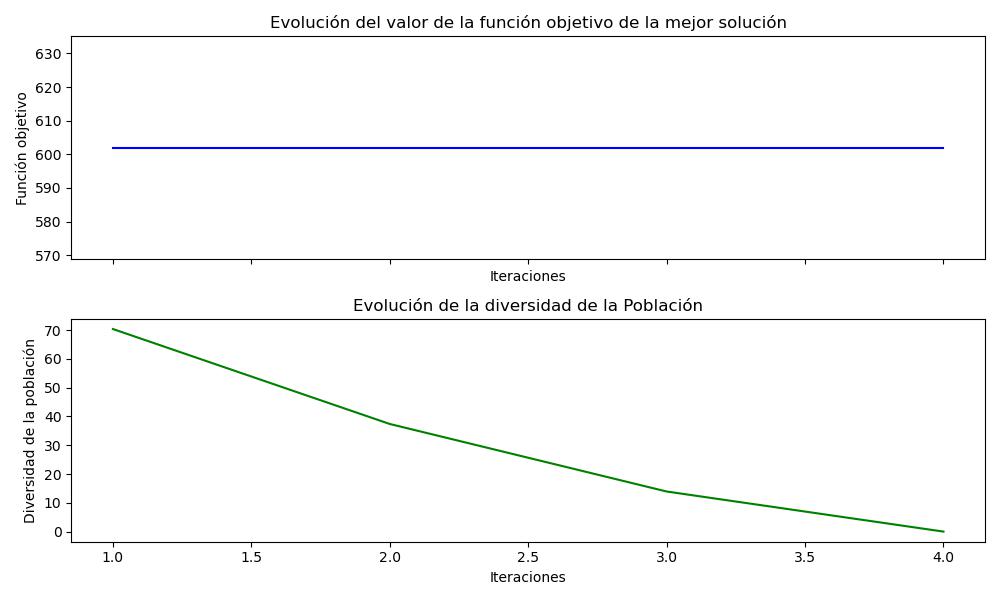 Evolución del valor de la función objetivo de la mejor solución
Función objetivo
630
620
610
600
590
580
570
Iteraciones
Evolución de la diversidad de la Población
Diversidad de la población
70
60
50
40
30
20
10
0
1.0 1.5 2.0 2.5 3.0 3.5 4.0
Iteraciones